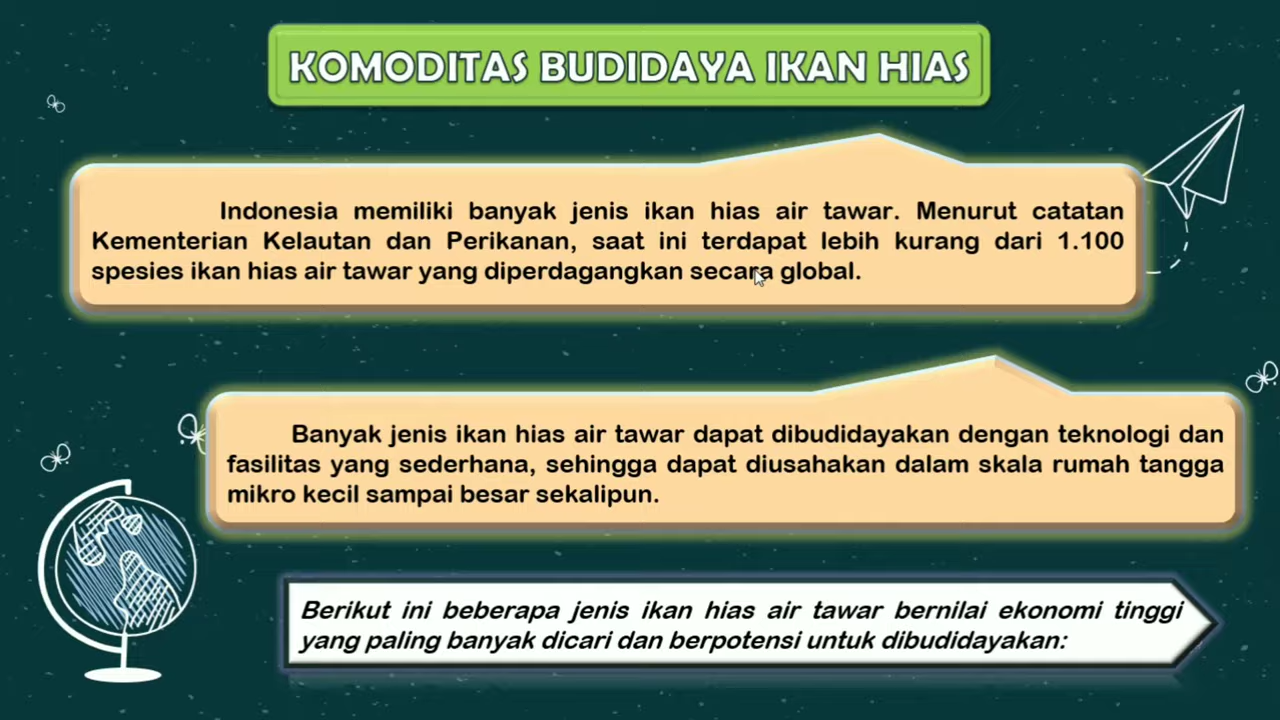 KOMODITAS BUDIDAYA IKAN HIAS
Indonesia memiliki banyak jenis ikan hias air tawar. Menurut catatan
Kementerian Kelautan dan Perikanan, saat ini terdapat lebih kurang dari 1.100
spesies ikan hias air tawar yang diperdagangkan secara global.
Banyak jenis ikan hias air tawar dapat dibudidayakan dengan teknologi dan
fasilitas yang sederhana, sehingga dapat diusahakan dalam skala rumah tangga
mikro kecil sampai besar sekalipun.
Berikut ini beberapa jenis ikan hias air tawar bernilai ekonomi tinggi
yang paling banyak dicari dan berpotensi untuk dibudidayakan: